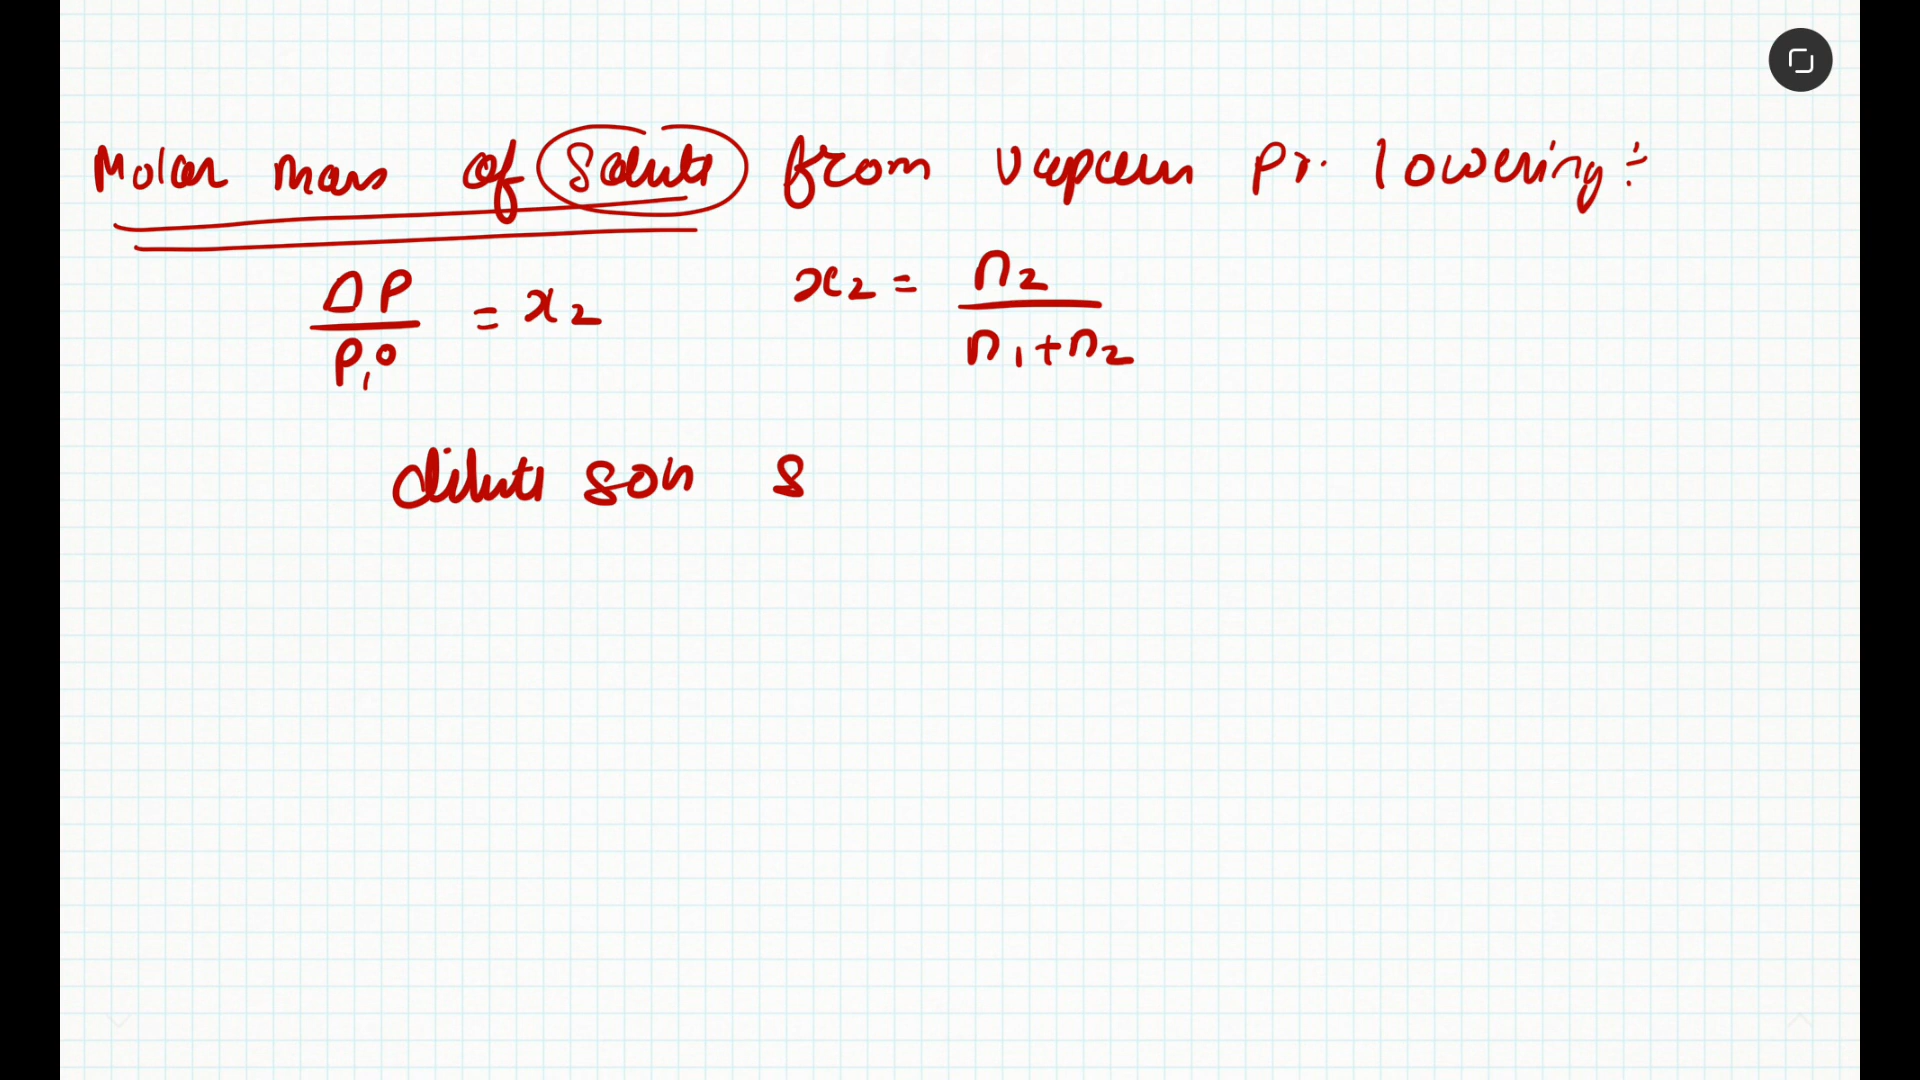 Molar mass of Solute from vapour Pr. lowering :-
ΔP / P₁° = x₂
x₂ = n₂ / n₁+n₂
dilute soln s